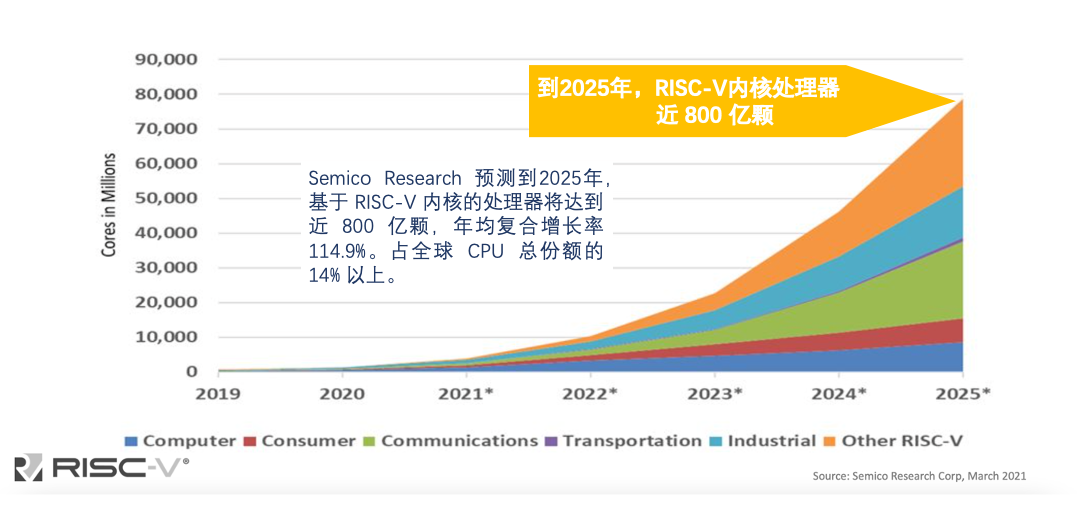 90,000
80,000
70,000
60,000
50,000
40,000
30,000
20,000
10,000
0
Cores in Millions
到2025年，RISC-V内核处理器
近 800 亿颗
Semico Research 预测到2025年,
基于 RISC-V 内核的处理器将达到
近 800 亿颗，年均复合增长率
114.9%。占全球 CPU 总份额的
14% 以上。
2019 2020 2021* 2022* 2023* 2024* 2025*
Computer Consumer Communications Transportation Industrial Other RISC-V
RISC-V®
Source: Semico Research Corp, March 2021